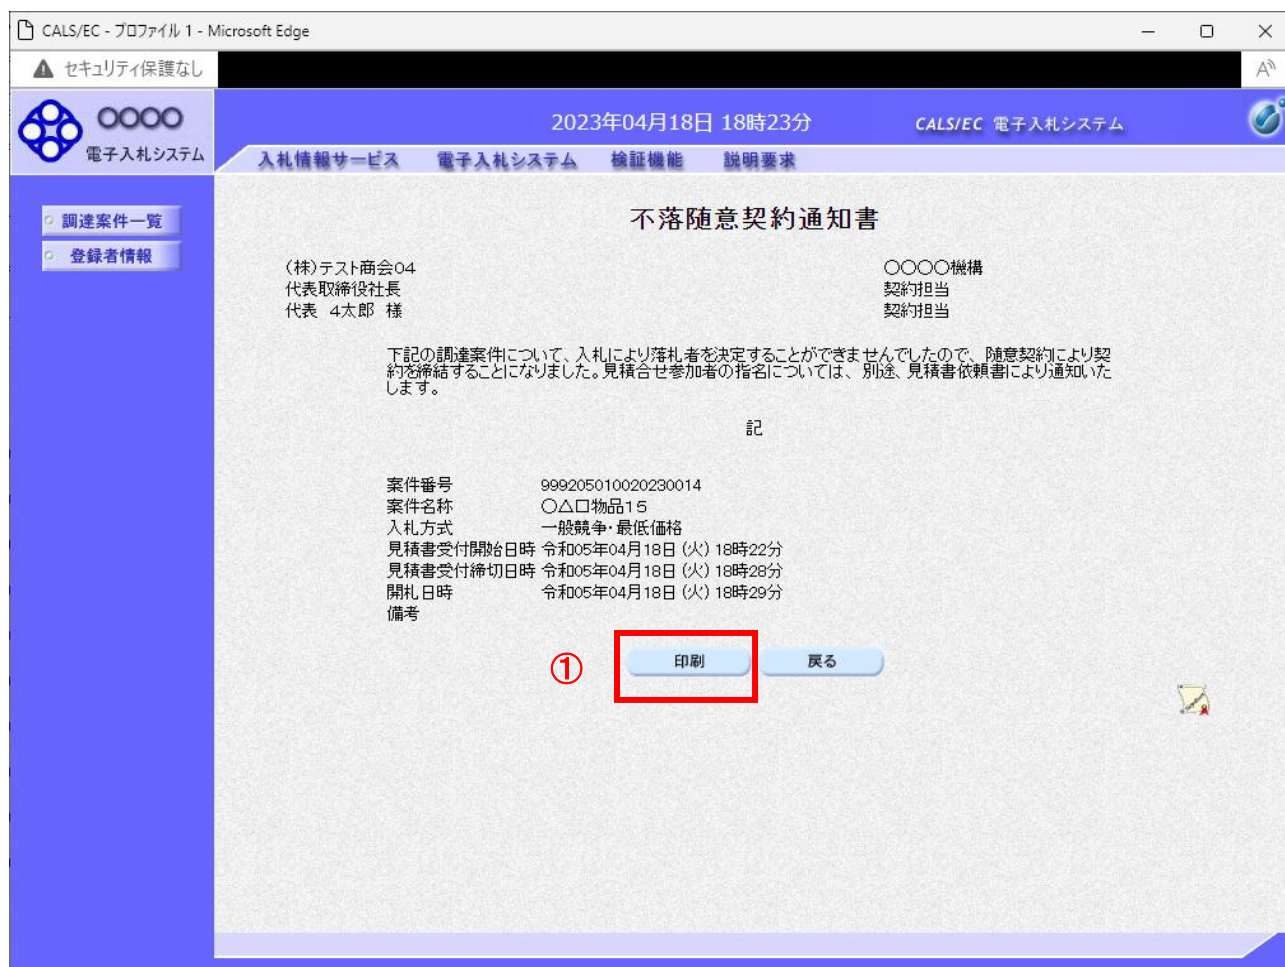 CALS/EC - プロファイル 1 - Microsoft Edge
セキュリティ保護なし
〇〇〇〇
電子入札システム
2023年04月18日 18時23分
CALS/EC 電子入札システム
入札情報サービス 電子入札システム 検証機能 説明要求
調達案件一覧
登録者情報
不落随意契約通知書
(株)テスト商会04
代表取締役社長
代表 4太郎 様
〇〇〇〇機構
契約担当
契約担当
下記の調達案件について、入札により落札者を決定することができませんでしたので、随意契約により契
約を締結することになりました。見積合せ参加者の指名については、別途、見積書依頼書により通知いた
します。
記
案件番号 999205010020230014
案件名称 〇△口物品15
入札方式 一般競争・最低価格
見積書受付開始日時 令和05年04月18日(火)18時22分
見積書受付締切日時 令和05年04月18日(火)18時28分
開札日時 令和05年04月18日(火)18時29分
備考
①
印刷
戻る